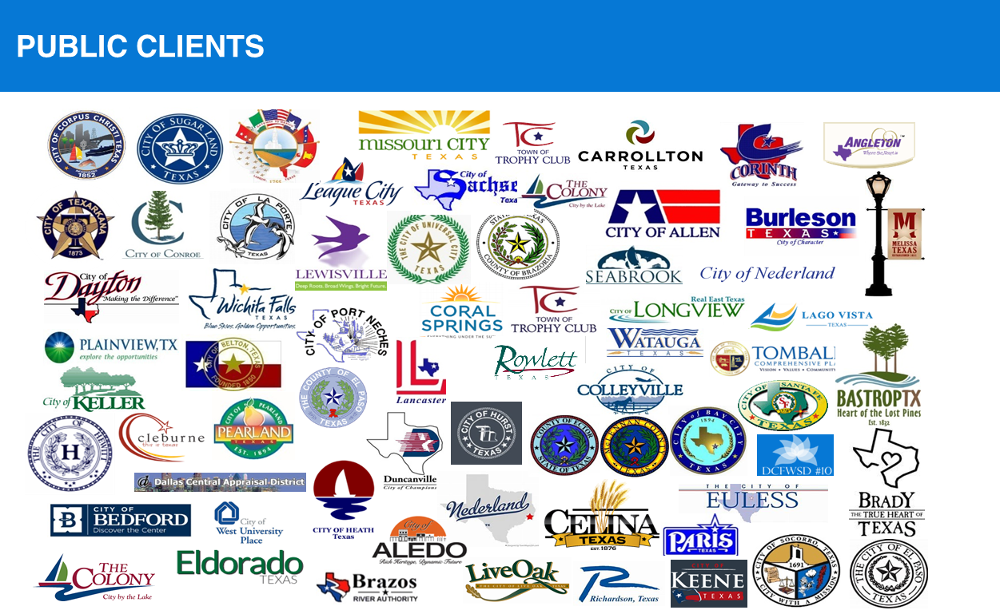 PUBLIC CLIENTS
CITY OF CORPUS CHRISTI TEXAS
1852
CITY OF SUGAR LAND
TEXAS
missouri CITY
TEXAS
TC
TOWN OF
TROPHY CLUB
CARROLLTON
TEXAS
CORINTH
Gateway to Success
ANGLETON
Where the Heart is
League City
TEXAS
City of
Sachse
Texa
THE
COLONY
City by the Lake
CITY OF ALLEN
Burleson
TEXAS
City of Character
M
MELISSA
TEXAS
CITY OF TEXARKANA
1873
CITY OF CONROE
CITY OF LA PORTE
TEXAS
LEWISVILLE
Deep Roots. Broad Wings. Bright Future.
THE CITY OF UNIVERSAL CITY
TEXAS
COUNTY OF BRAZORIA
SEABROOK
City of Nederland
City of
Dayton
"Making the Difference"
Wichita Falls
Blue Skies. Golden Opportunities.
CORAL
SPRINGS
EVERYTHING UNDER THE SU
TC
TOWN OF
TROPHY CLUB
Real East Texas
CITY OF LONGVIEW
LAGO VISTA
TEXAS
PLAINVIEW, TX
explore the opportunities
CITY OF BELTON, TEXAS
FOUNDED 1850
CITY OF PORT NECHES
Lancaster
Rowlett
TEXAS
WATAUGA
TEXAS
TOMBALL
COMPREHENSIVE PL
VISION • VALUES • COMMUNITY
BASTROPTX
Heart of the Lost Pines
Est. 1832
City of KELLER
THE COUNTY OF EL PASO
TEXAS
CITY OF
COLLEYVILLE
CITY OF SANTA FE
SF
TEXAS
H
cleburne
this is texas
CITY OF PEARLAND
PEARLAND
TEXAS
EST. 1894
Duncanville
City of Champions
CITY OF HURST
COUNTY OF ECTOR
STATE OF TEXAS
McLENNAN COUNTY
TEXAS
CITY of BAY CITY
1894
TEXAS
DCFWSD #10
@ Dallas Central Appraisal District
CITY OF HEATH
Texas
Nederland
TX
CELINA
TEXAS
EST. 1876
THE CITY OF
EULESS
BRADY
THE TRUE HEART OF
TEXAS
B
CITY OF
BEDFORD
Discover the Center
City of
West University
Place
City of
ALEDO
Rich Heritage, Dynamic Future
PARIS
TEXAS
THE
COLONY
City by the Lake
Eldorado
TEXAS
Brazos
RIVER AUTHORITY
LiveOak
THE CITY OF LIVE OAK TEXAS
R
Richardson, Texas
CITY OF
KEENE
TEXAS
CITY OF SOCORRO, TEXAS
1691
CITY WITH A MISSION
THE CITY OF EL PASO
TEXAS